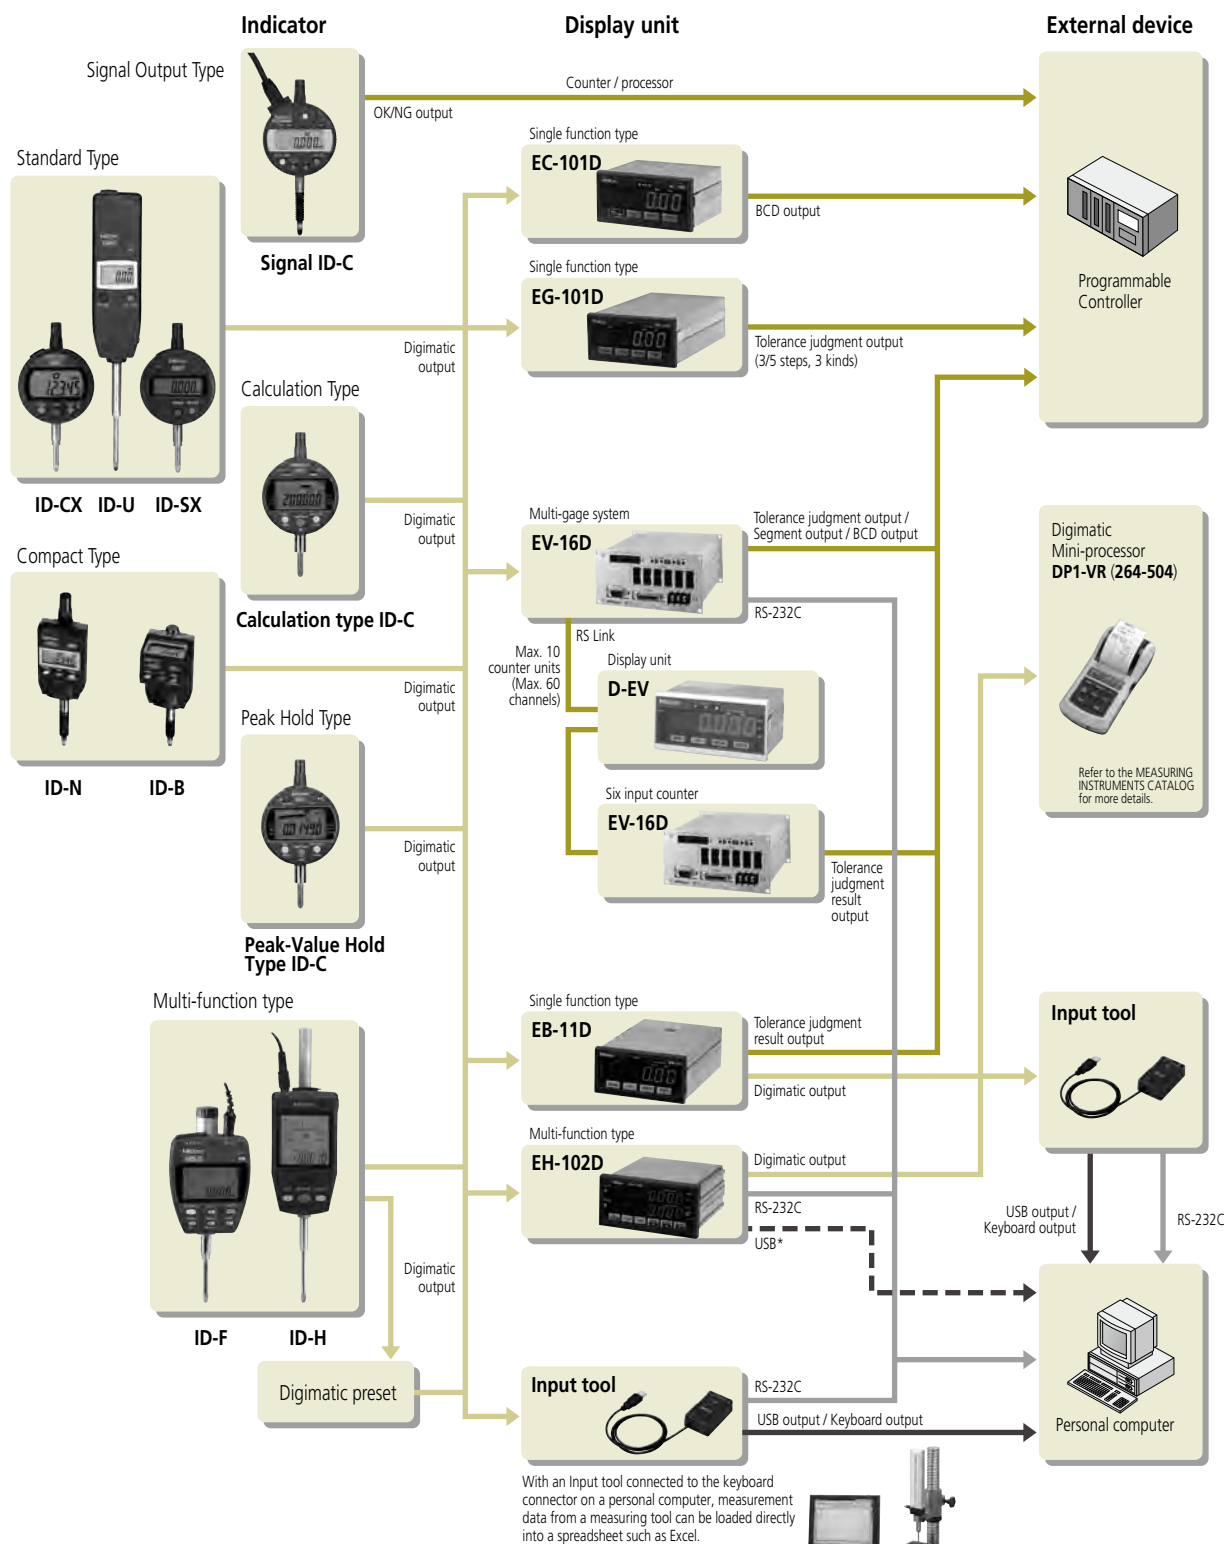 Indicator
Display unit
External device
Signal Output Type
Counter / processor
OK/NG output
Signal ID-C
Standard Type
ID-CX
ID-U
ID-SX
Digimatic
output
Single function type
EC-101D
BCD output
Programmable
Controller
Single function type
EG-101D
Tolerance judgment output
(3/5 steps, 3 kinds)
Calculation Type
Digimatic
output
Calculation type ID-C
Compact Type
ID-N
ID-B
Digimatic
output
Multi-gage system
EV-16D
Tolerance judgment output /
Segment output / BCD output
RS-232C
RS Link
Max. 10
counter units
(Max. 60
channels)
Display unit
D-EV
Six input counter
EV-16D
Tolerance
judgment
result
output
Digimatic
Mini-processor
DP1-VR (264-504)
Refer to the MEASURING
INSTRUMENTS CATALOG
for more details.
Peak Hold Type
Digimatic
output
Peak-Value Hold
Type ID-C
Multi-function type
ID-F
ID-H
Digimatic
output
Digimatic preset
Single function type
EB-11D
Tolerance judgment
result output
Digimatic output
Multi-function type
EH-102D
Digimatic output
RS-232C
USB*
Input tool
USB output /
Keyboard output
RS-232C
Personal computer
Input tool
RS-232C
USB output / Keyboard output
With an Input tool connected to the keyboard
connector on a personal computer, measurement
data from a measuring tool can be loaded directly
into a spreadsheet such as Excel.